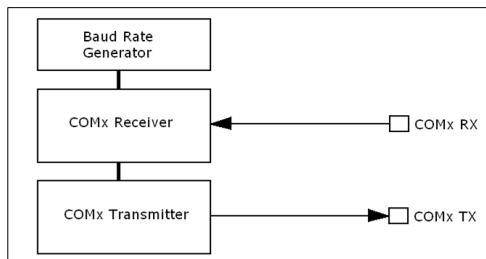 Baud Rate
Generator
COMx Receiver
COMx RX
COMx Transmitter
COMx TX